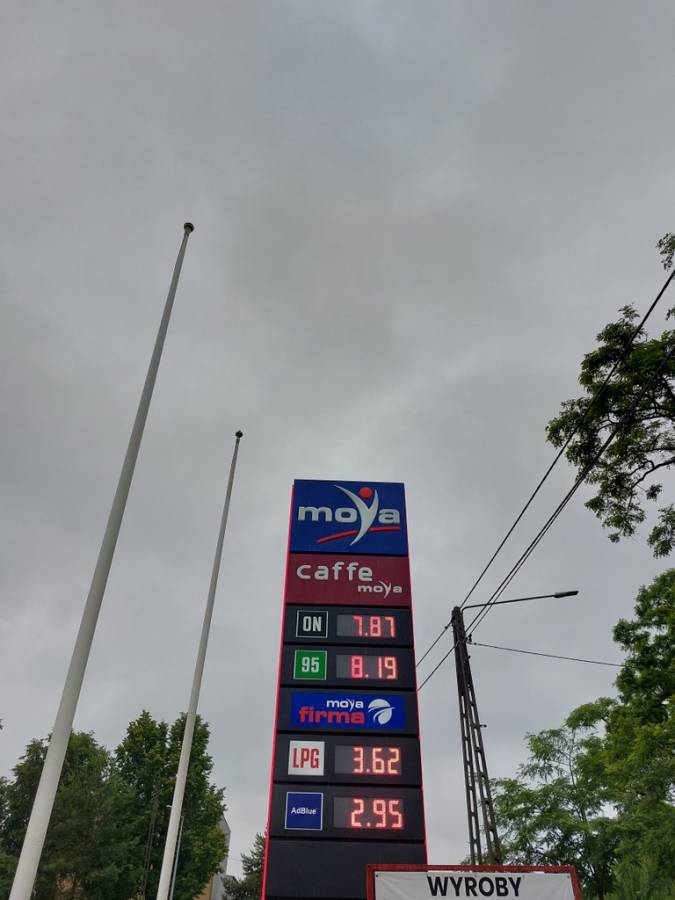 moya
caffe
moya
ON 7.87
95 8.19
moya
firma
LPG 3.62
AdBlue 2.95
WYROBY